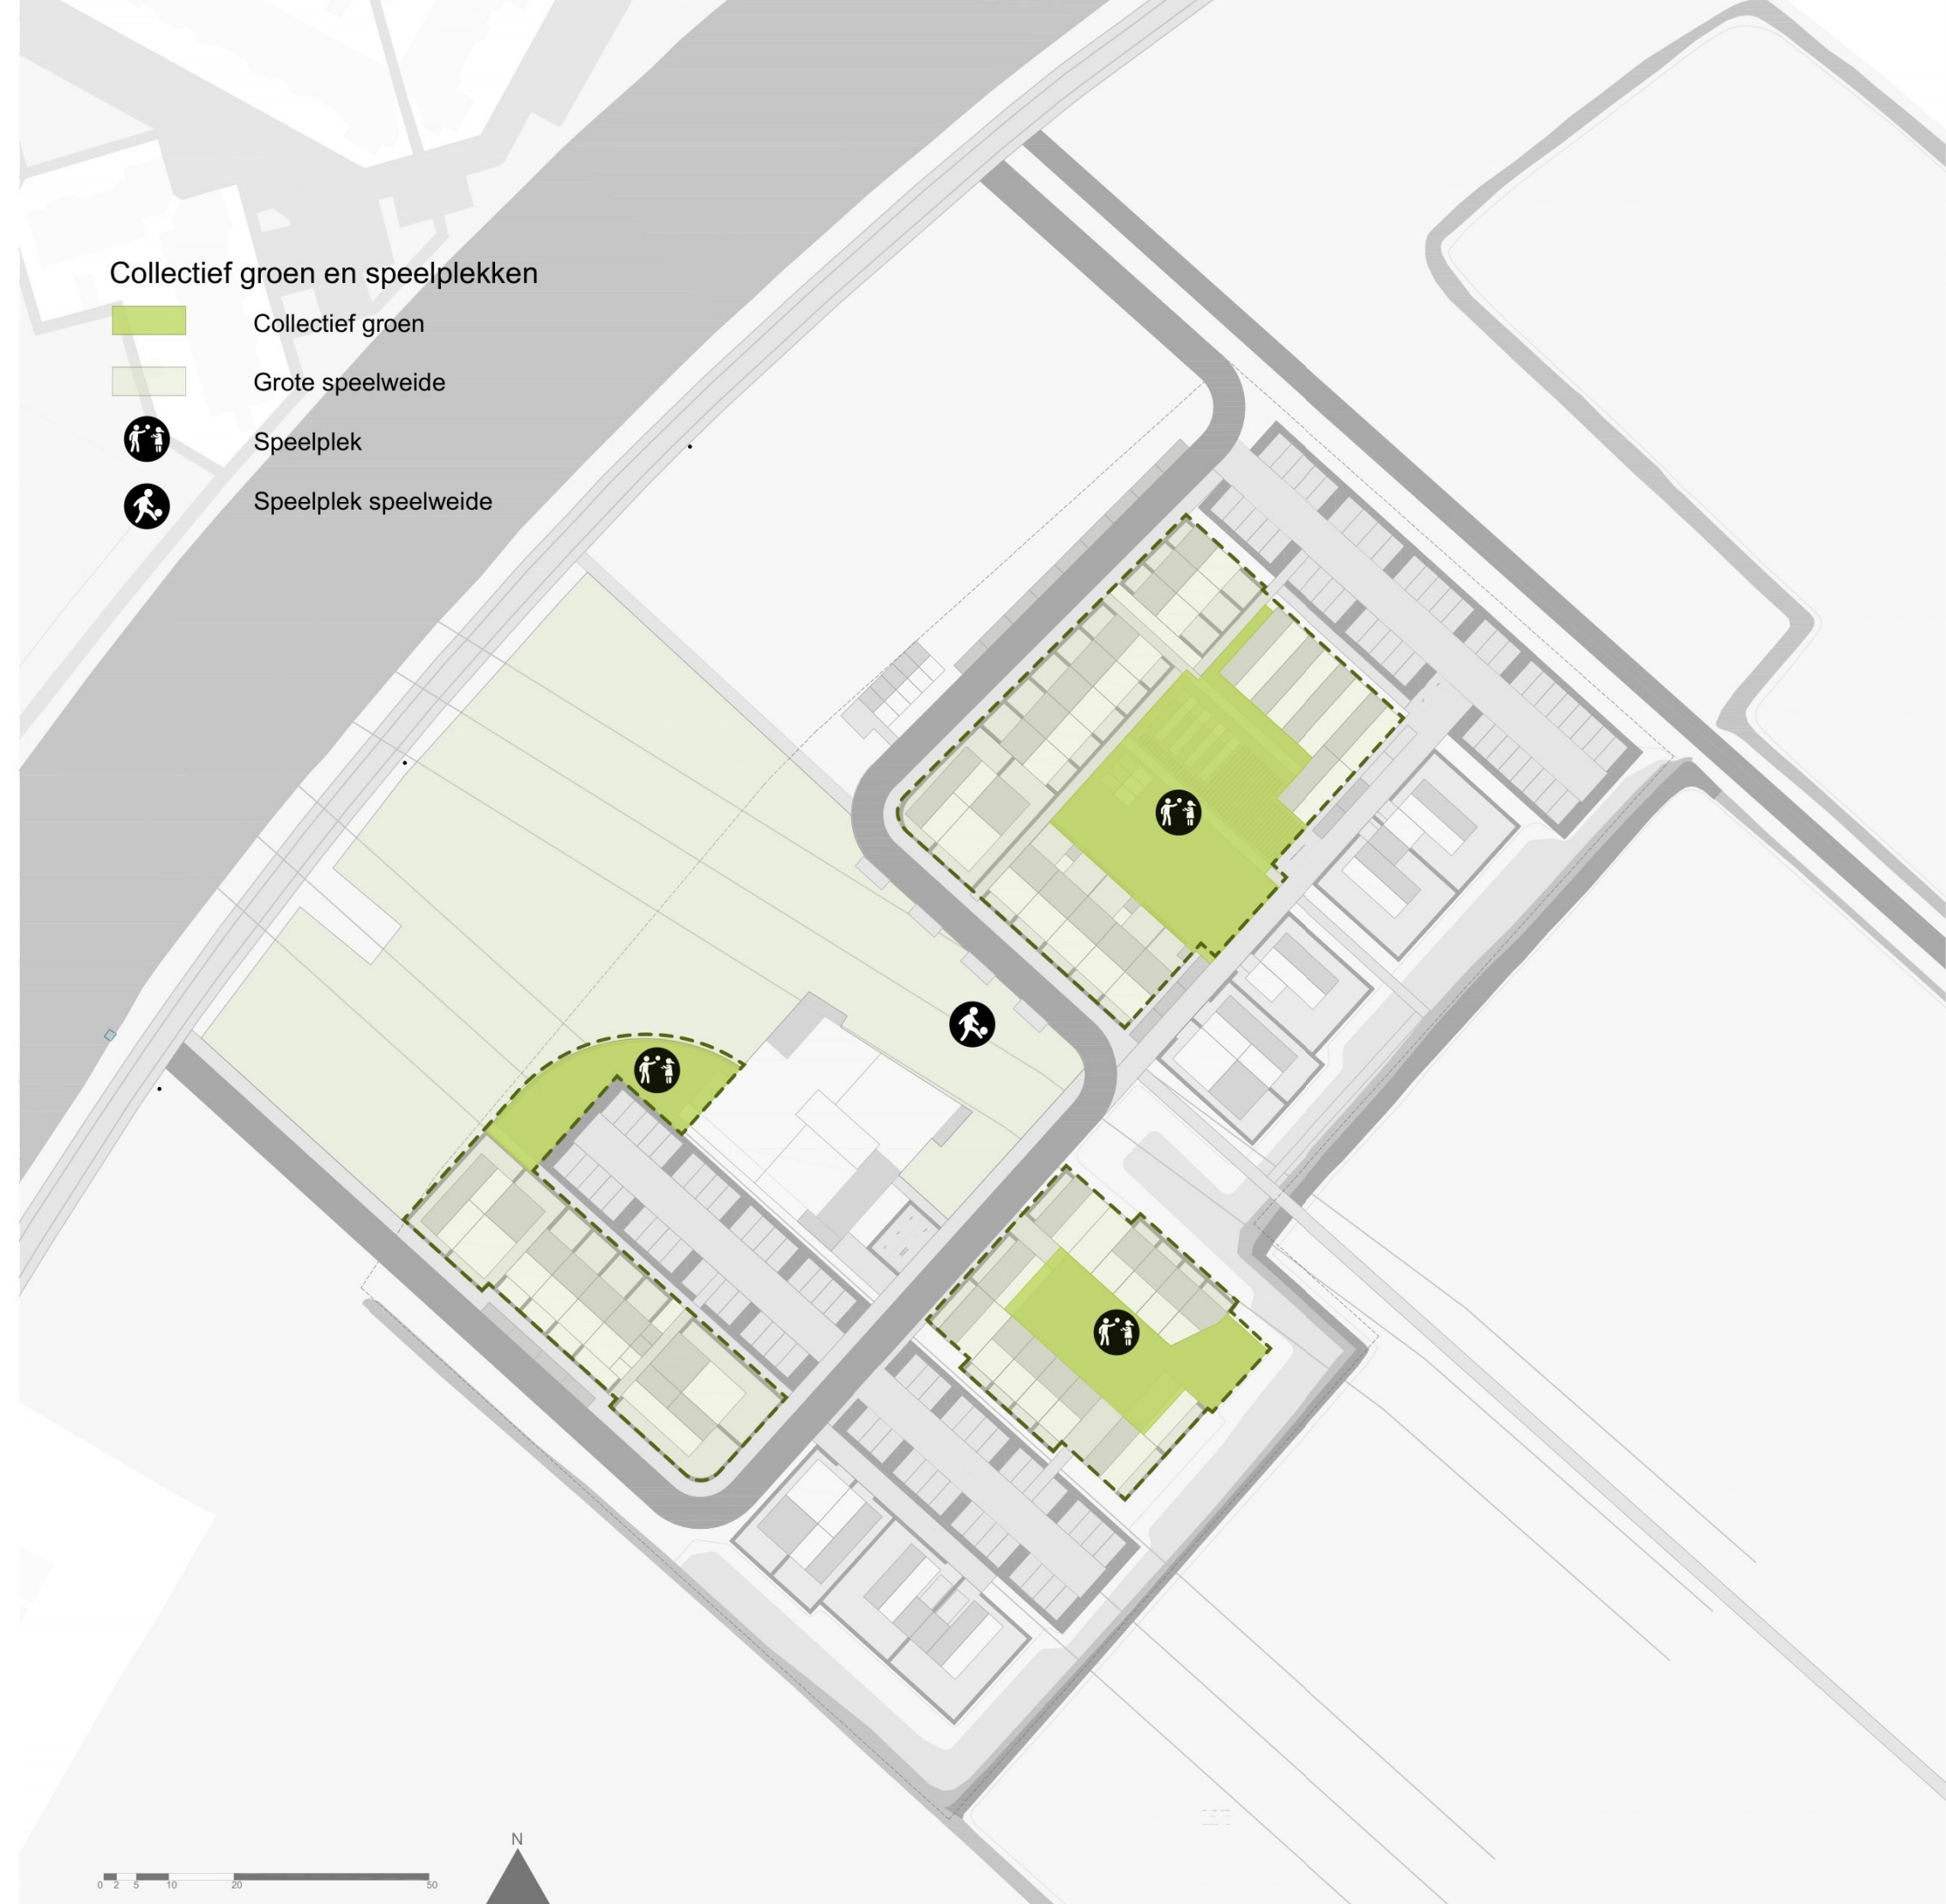 Collectief groen en speelplekken
Collectief groen
Grote speelweide
Speelplek
Speelplek speelweide
N
0 2 5 10 20 50